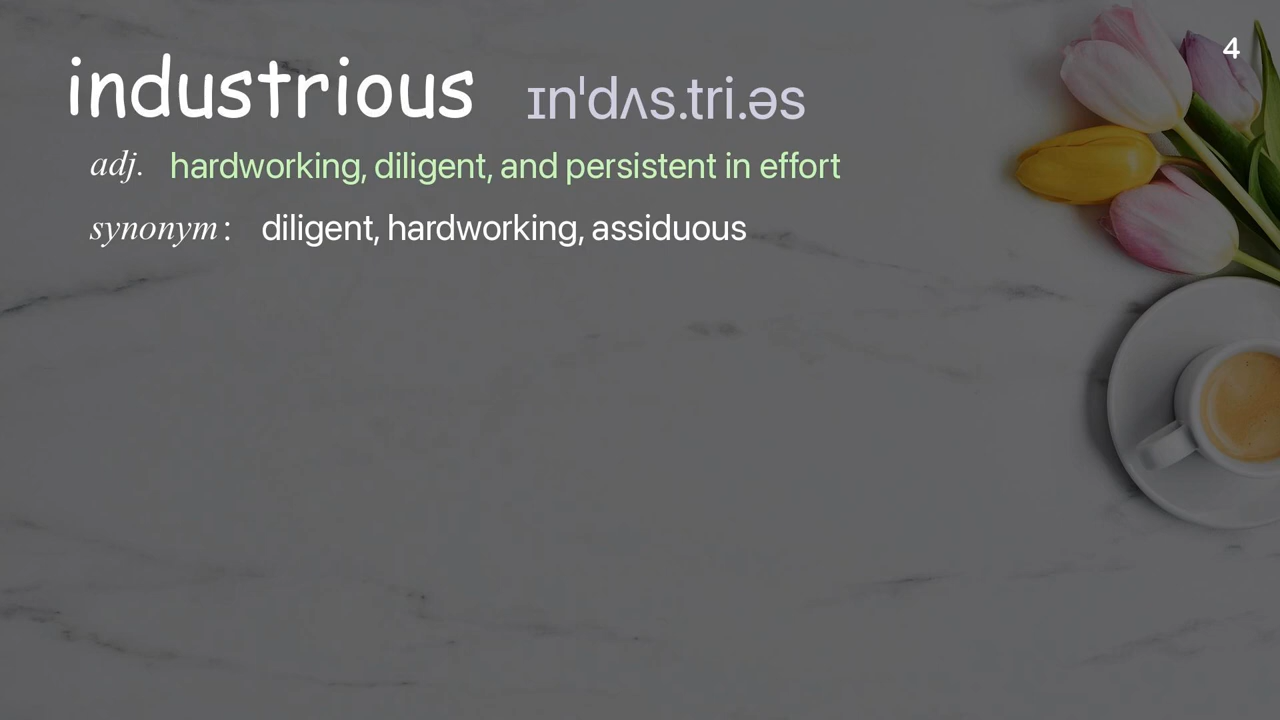 4
industrious ɪnˈdʌs.tri.əs
adj. hardworking, diligent, and persistent in effort
synonym : diligent, hardworking, assiduous